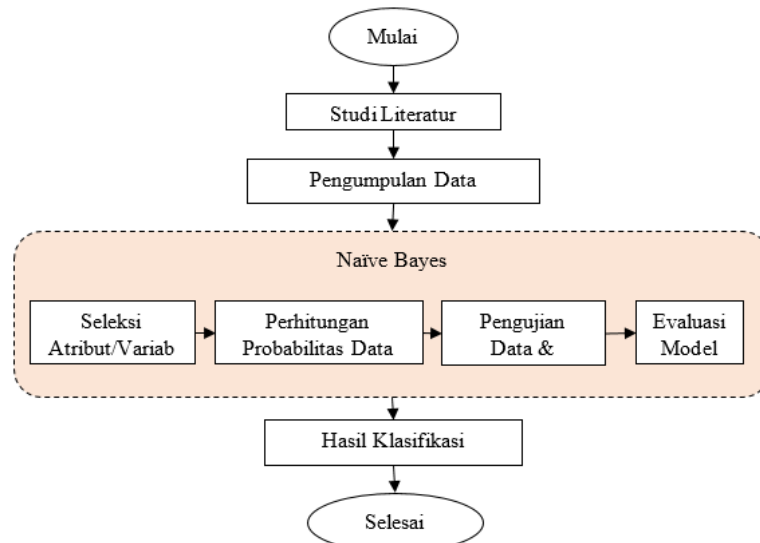 Mulai
Studi Literatur
Pengumpulan Data
Naïve Bayes
Seleksi
Atribut/Variab
Perhitungan
Probabilitas Data
Pengujian
Data &
Evaluasi
Model
Hasil Klasifikasi
Selesai